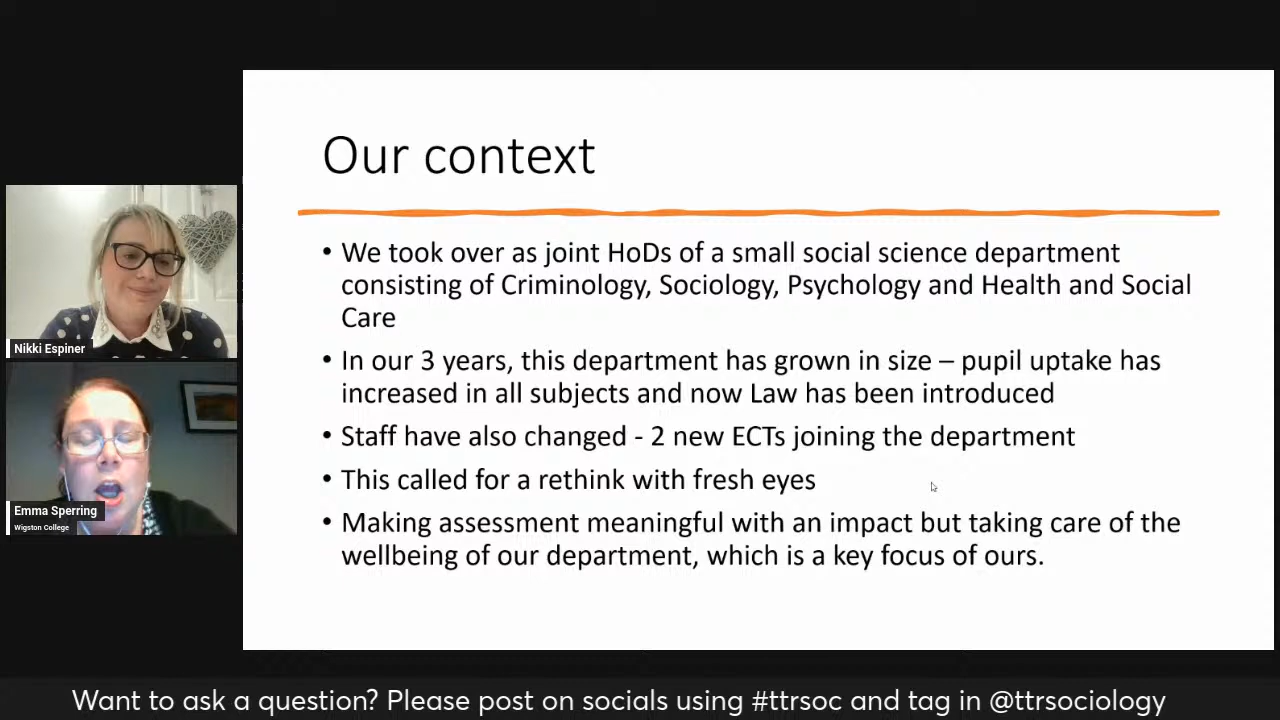 Our context
• We took over as joint HoDs of a small social science department
consisting of Criminology, Sociology, Psychology and Health and Social
Care
• In our 3 years, this department has grown in size – pupil uptake has
increased in all subjects and now Law has been introduced
• Staff have also changed - 2 new ECTs joining the department
• This called for a rethink with fresh eyes
• Making assessment meaningful with an impact but taking care of the
wellbeing of our department, which is a key focus of ours.
Nikki Espiner
Emma Sperring
Wigston College
Want to ask a question? Please post on socials using #ttrsoc and tag in @ttrsociology